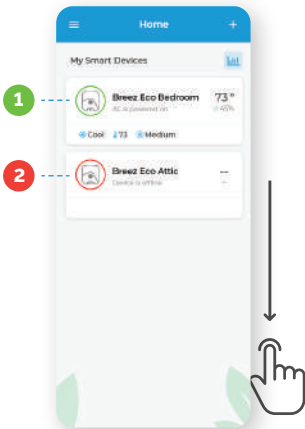 Home +
My Smart Devices
1
Breez Eco Bedroom 73°
AC is powered on 45%
Cool 73 Medium
2
Breez Eco Attic --
Device is offline --